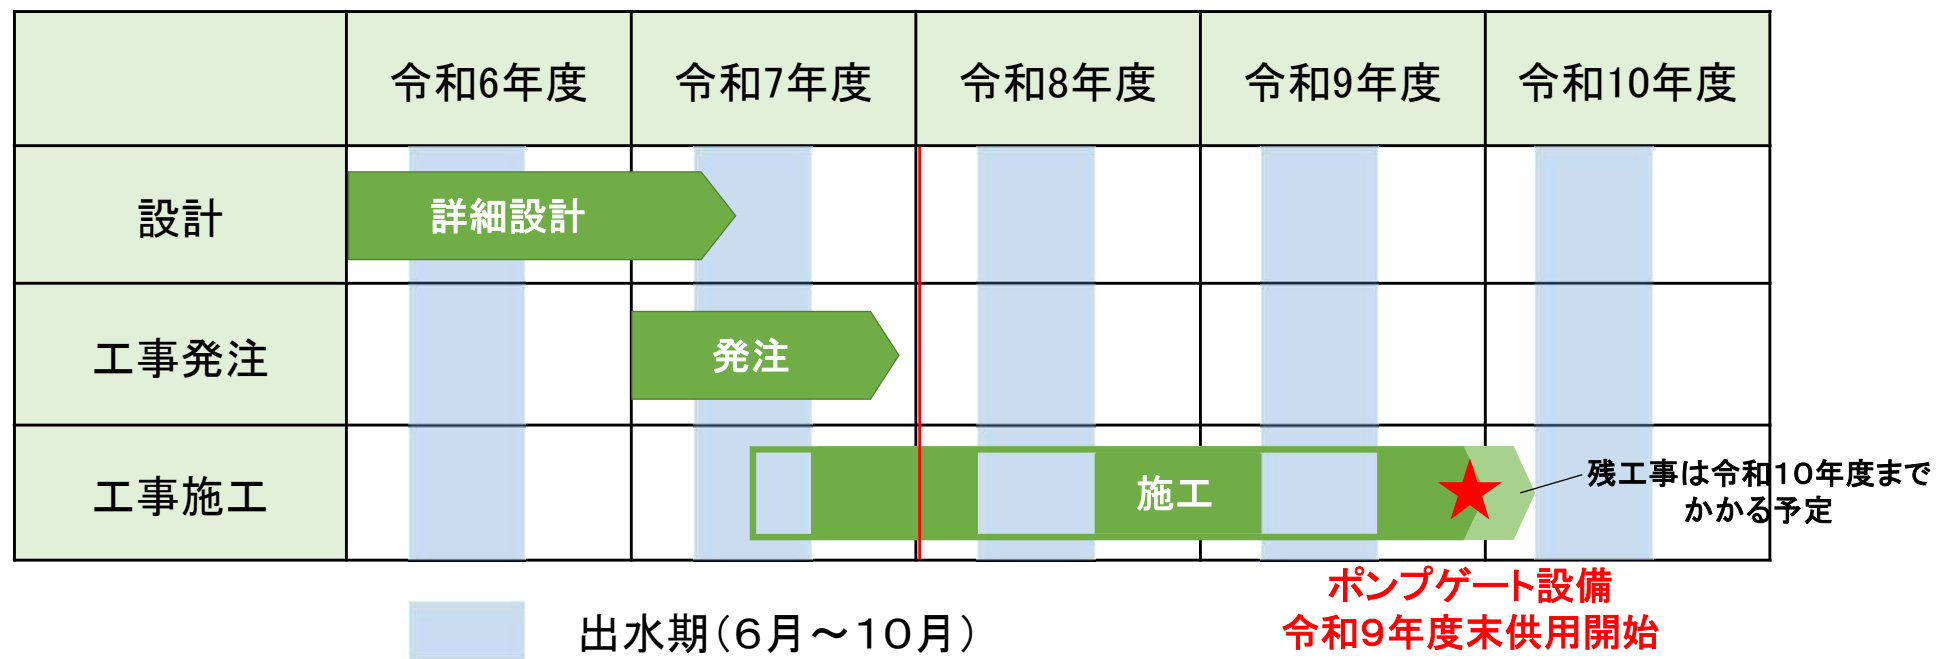 令和6年度
令和7年度
令和8年度
令和9年度
令和10年度
設計
詳細設計
工事発注
発注
工事施工
施工
残工事は令和１０年度まで
かかる予定
ポンプゲート設備
令和９年度末供用開始
出水期（６月～１０月）